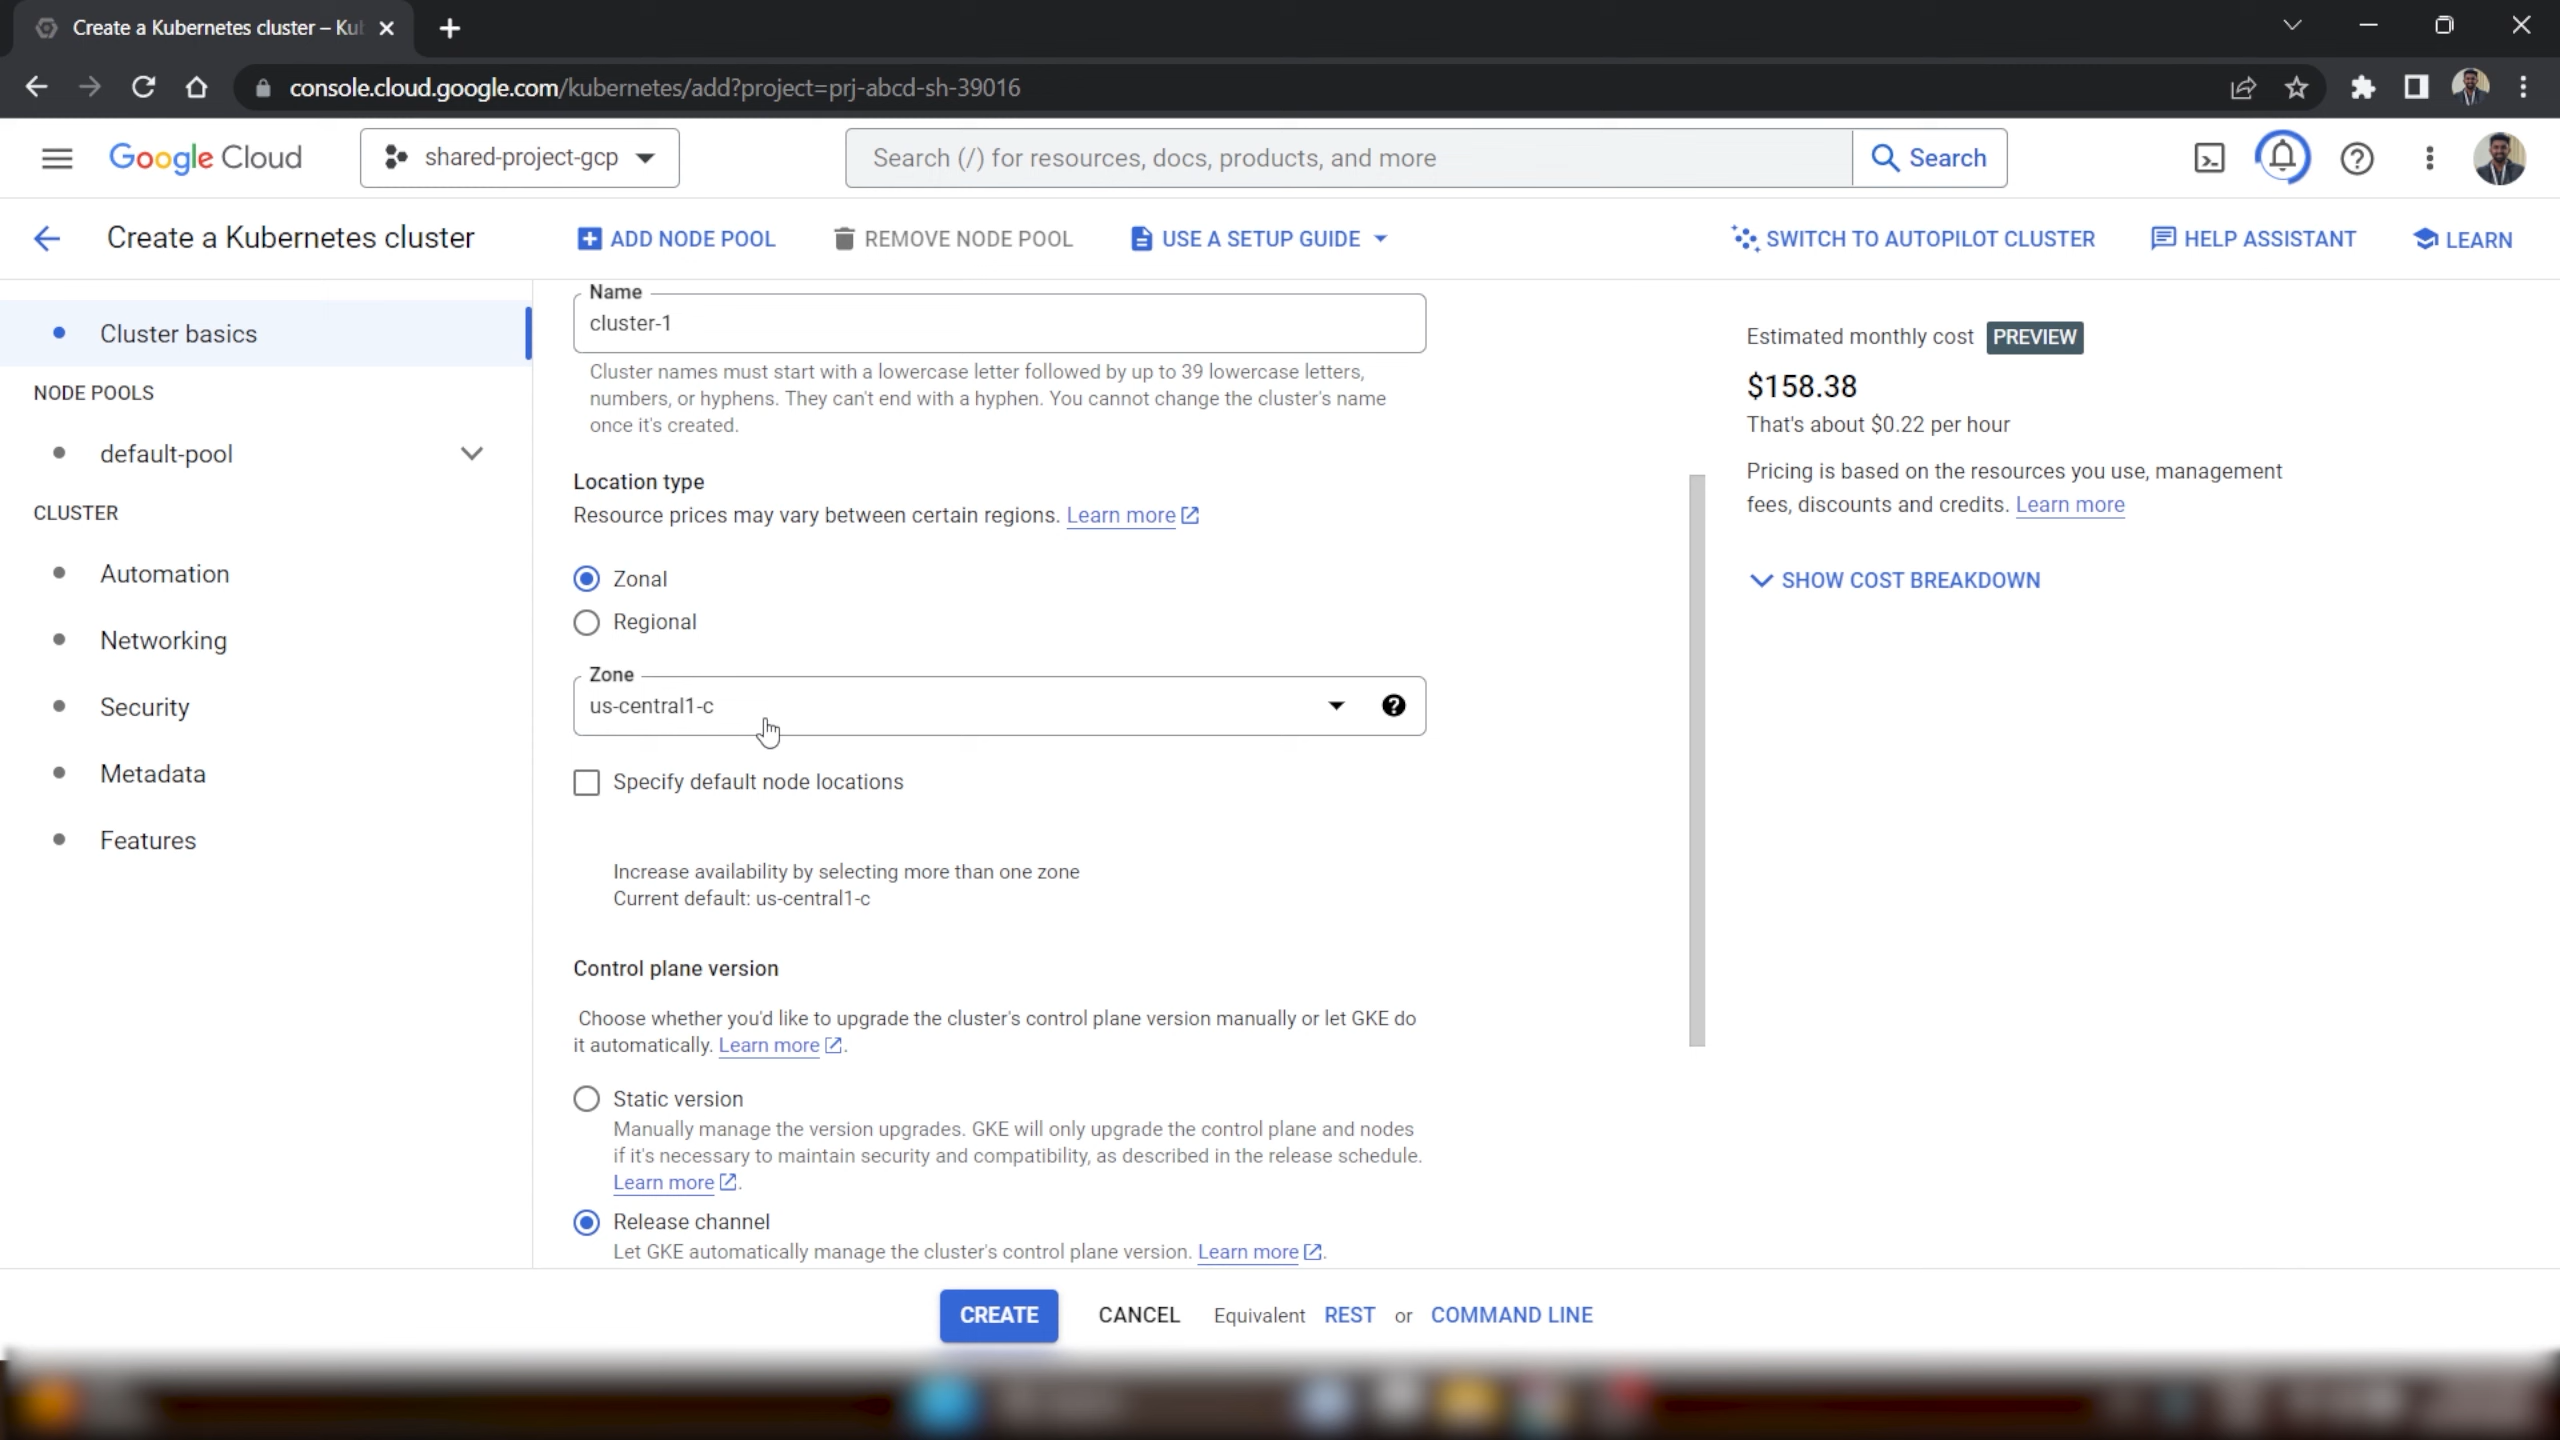 Create a Kubernetes cluster – Ku
console.cloud.google.com/kubernetes/add?project=prj-abcd-sh-39016
Google Cloud
shared-project-gcp
Search (/) for resources, docs, products, and more
Search
Create a Kubernetes cluster
ADD NODE POOL
REMOVE NODE POOL
USE A SETUP GUIDE
SWITCH TO AUTOPILOT CLUSTER
HELP ASSISTANT
LEARN
Cluster basics
NODE POOLS
default-pool
CLUSTER
Automation
Networking
Security
Metadata
Features
Name
cluster-1
Cluster names must start with a lowercase letter followed by up to 39 lowercase letters,
numbers, or hyphens. They can't end with a hyphen. You cannot change the cluster's name
once it's created.
Location type
Resource prices may vary between certain regions. Learn more
Zonal
Regional
Zone
us-central1-c
Specify default node locations
Increase availability by selecting more than one zone
Current default: us-central1-c
Control plane version
Choose whether you'd like to upgrade the cluster's control plane version manually or let GKE do
it automatically. Learn more.
Static version
Manually manage the version upgrades. GKE will only upgrade the control plane and nodes
if it's necessary to maintain security and compatibility, as described in the release schedule.
Learn more.
Release channel
Let GKE automatically manage the cluster's control plane version. Learn more.
Estimated monthly cost PREVIEW
$158.38
That's about $0.22 per hour
Pricing is based on the resources you use, management
fees, discounts and credits. Learn more
SHOW COST BREAKDOWN
CREATE
CANCEL
Equivalent REST or COMMAND LINE